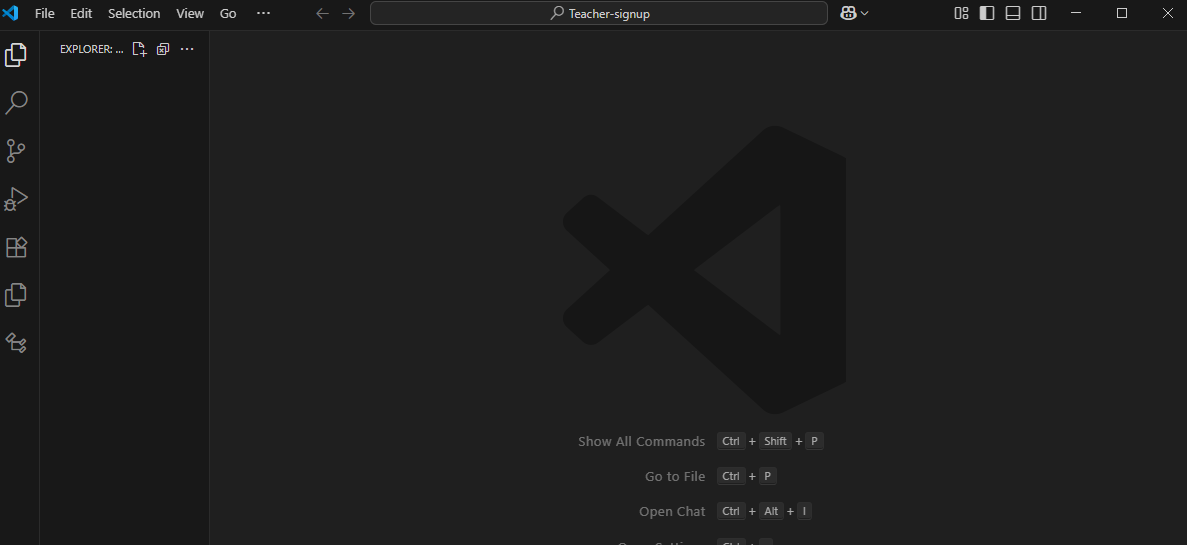 File Edit Selection View Go ··· Teacher-signup
EXPLORER: ... ···
Show All Commands Ctrl + Shift + P
Go to File Ctrl + P
Open Chat Ctrl + Alt + I